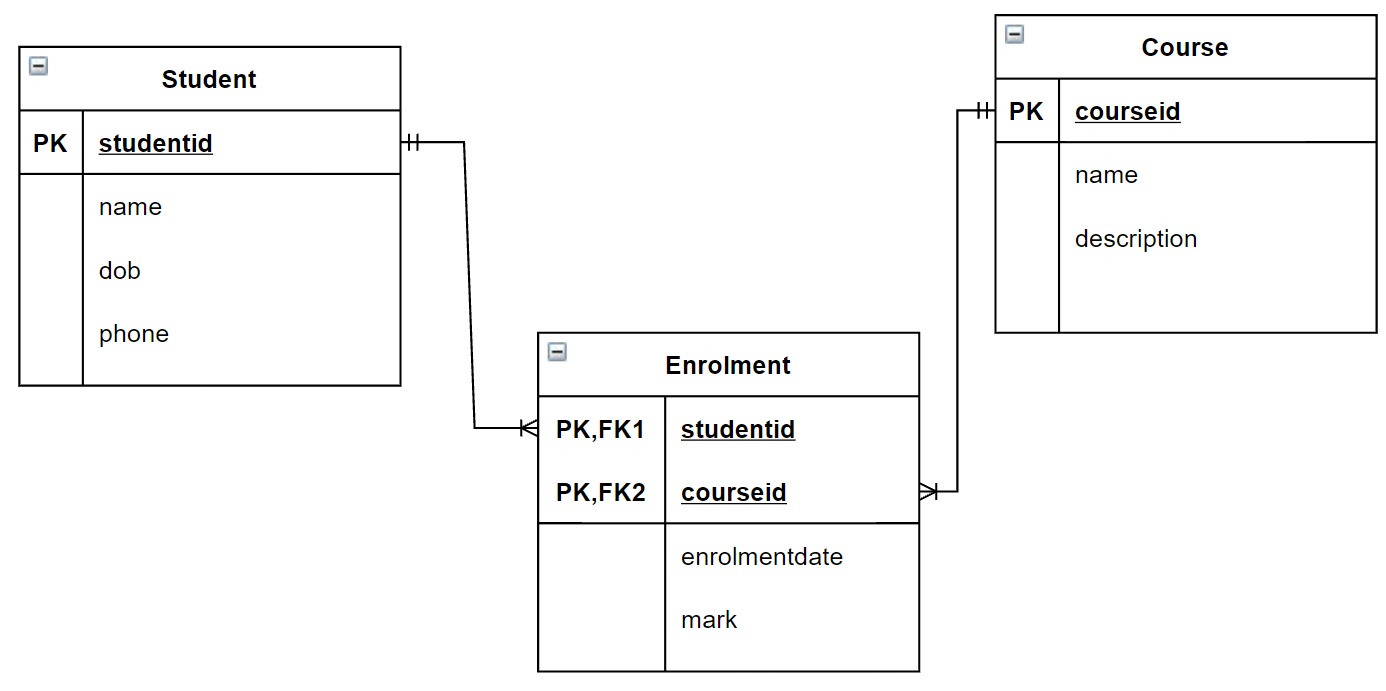 Student
PK studentid
name
dob
phone
Course
PK courseid
name
description
Enrolment
PK,FK1 studentid
PK,FK2 courseid
enrolmentdate
mark